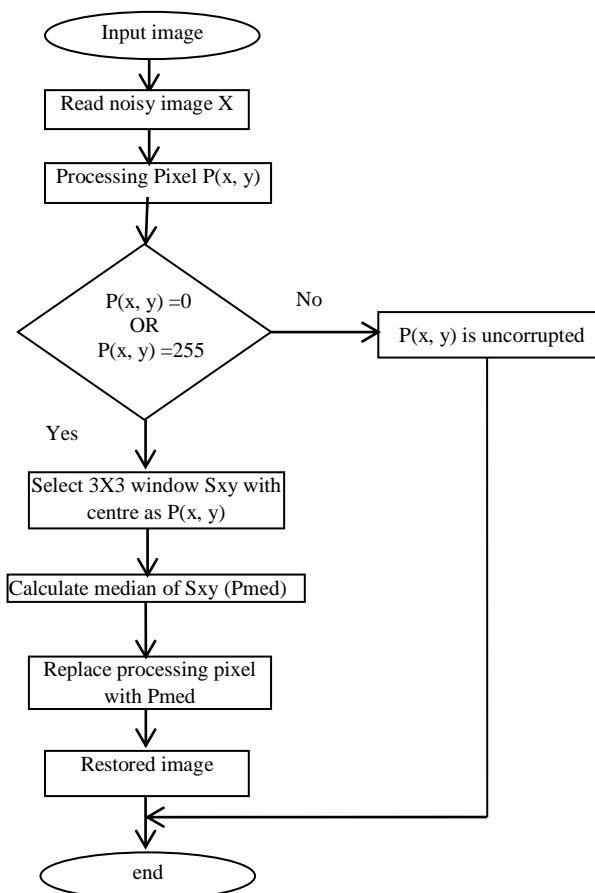 Input image
Read noisy image X
Processing Pixel P(x, y)
P(x, y) =0
OR
P(x, y) =255
No
P(x, y) is uncorrupted
Yes
Select 3X3 window Sxy with
centre as P(x, y)
Calculate median of Sxy (Pmed)
Replace processing pixel
with Pmed
Restored image
end